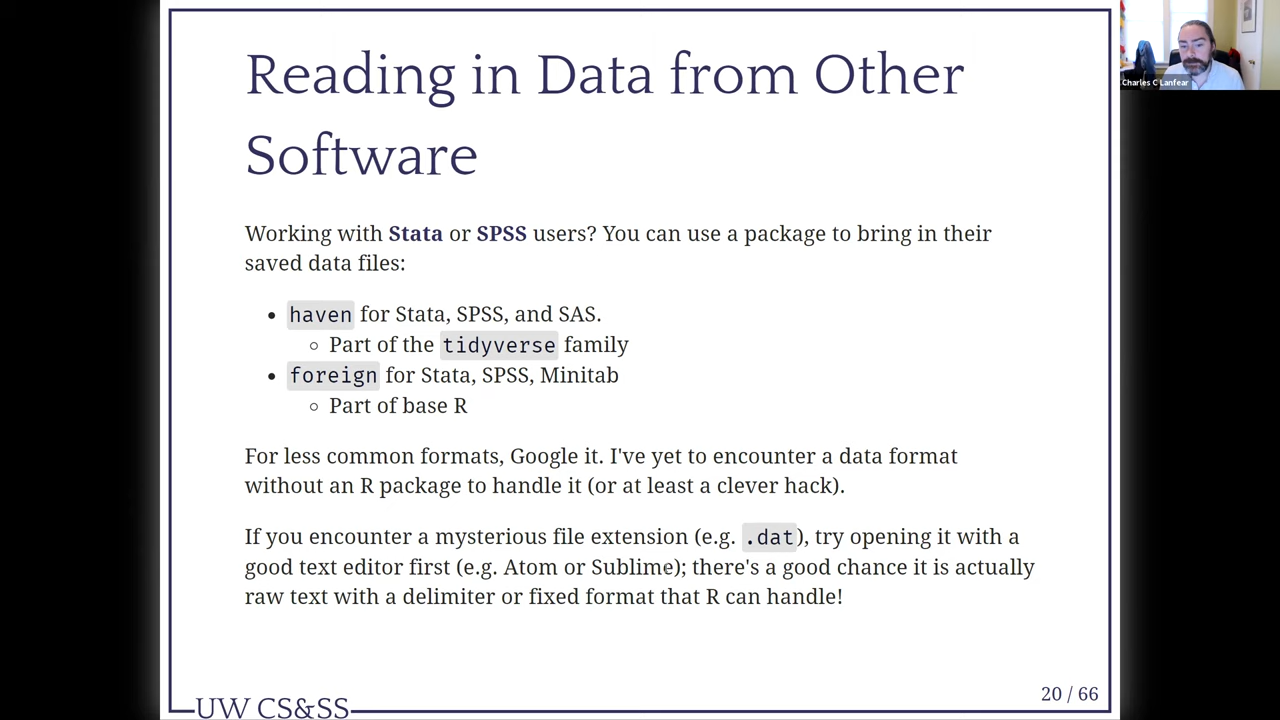 Reading in Data from Other
Software
Working with Stata or SPSS users? You can use a package to bring in their
saved data files:
• haven for Stata, SPSS, and SAS.
○ Part of the tidyverse family
• foreign for Stata, SPSS, Minitab
○ Part of base R
For less common formats, Google it. I've yet to encounter a data format
without an R package to handle it (or at least a clever hack).
If you encounter a mysterious file extension (e.g. .dat), try opening it with a
good text editor first (e.g. Atom or Sublime); there's a good chance it is actually
raw text with a delimiter or fixed format that R can handle!
UW CS&SS
20 / 66
Charles C Lanfear